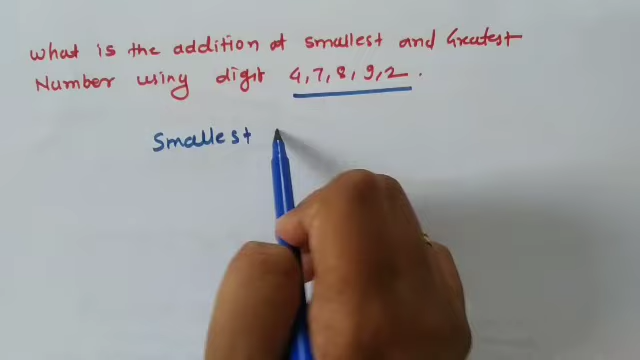 What is the addition of smallest and Greatest
Number using digit 4,7,8,9,2.
Smallest